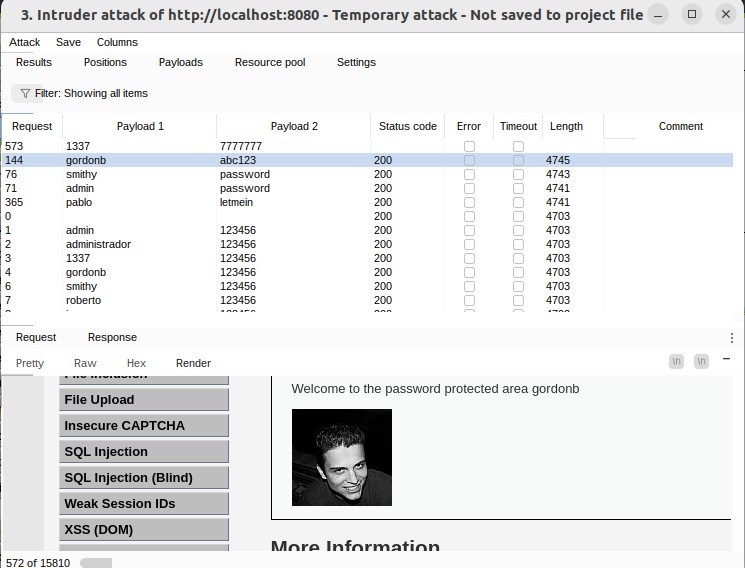 3. Intruder attack of http://localhost:8080 - Temporary attack - Not saved to project file
Attack Save Columns
Results Positions Payloads Resource pool Settings
Filter: Showing all items
Request Payload 1 Payload 2 Status code Error Timeout Length Comment
573 1337 7777777
144 gordonb abc123 200 4745
76 smithy password 200 4743
71 admin password 200 4741
365 pablo letmein 200 4741
0 200 4703
1 admin 123456 200 4703
2 administrador 123456 200 4703
3 1337 123456 200 4703
4 gordonb 123456 200 4703
6 smithy 123456 200 4703
7 roberto 123456 200 4703
Request Response
Pretty Raw Hex Render \n \n
File Inclusion
Welcome to the password protected area gordonb
File Upload
Insecure CAPTCHA
SQL Injection
SQL Injection (Blind)
Weak Session IDs
XSS (DOM)
More Information
572 of 15810